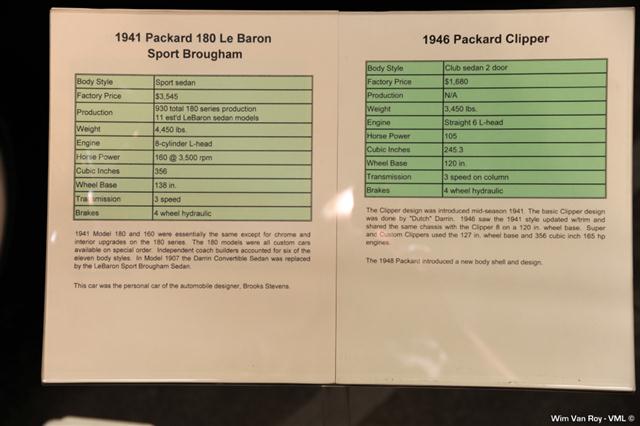 1941 Packard 180 Le Baron
Sport Brougham
Body Style Sport sedan
Factory Price $3,545
Production 930 total 180 series production
11 est'd LeBaron sedan models
Weight 4,450 lbs.
Engine 8-cylinder L-head
Horse Power 160 @ 3,500 rpm
Cubic Inches 356
Wheel Base 138 in.
Transmission 3 speed
Brakes 4 wheel hydraulic
1941 Model 180 and 160 were essentially the same except for chrome and
interior upgrades on the 180 series. The 180 models were all custom cars
available on special order. Independent coach builders accounted for six of the
eleven body styles. In Model 1907 the Darrin Convertible Sedan was replaced
by the LeBaron Sport Brougham Sedan.
This car was the personal car of the automobile designer, Brooks Stevens.
1946 Packard Clipper
Body Style Club sedan 2 door
Factory Price $1,680
Production N/A
Weight 3,450 lbs.
Engine Straight 6 L-head
Horse Power 105
Cubic Inches 245.3
Wheel Base 120 in.
Transmission 3 speed on column
Brakes 4 wheel hydraulic
The Clipper design was introduced mid-season 1941. The basic Clipper design
was done by "Dutch" Darrin. 1946 saw the 1941 style updated w/trim and
shared the same chassis with the Clipper 8 on a 120 in. wheel base. Super
and Custom Clippers used the 127 in. wheel base and 356 cubic inch 165 hp
engines.
The 1948 Packard introduced a new body shell and design.
Wim Van Roy - VML ©